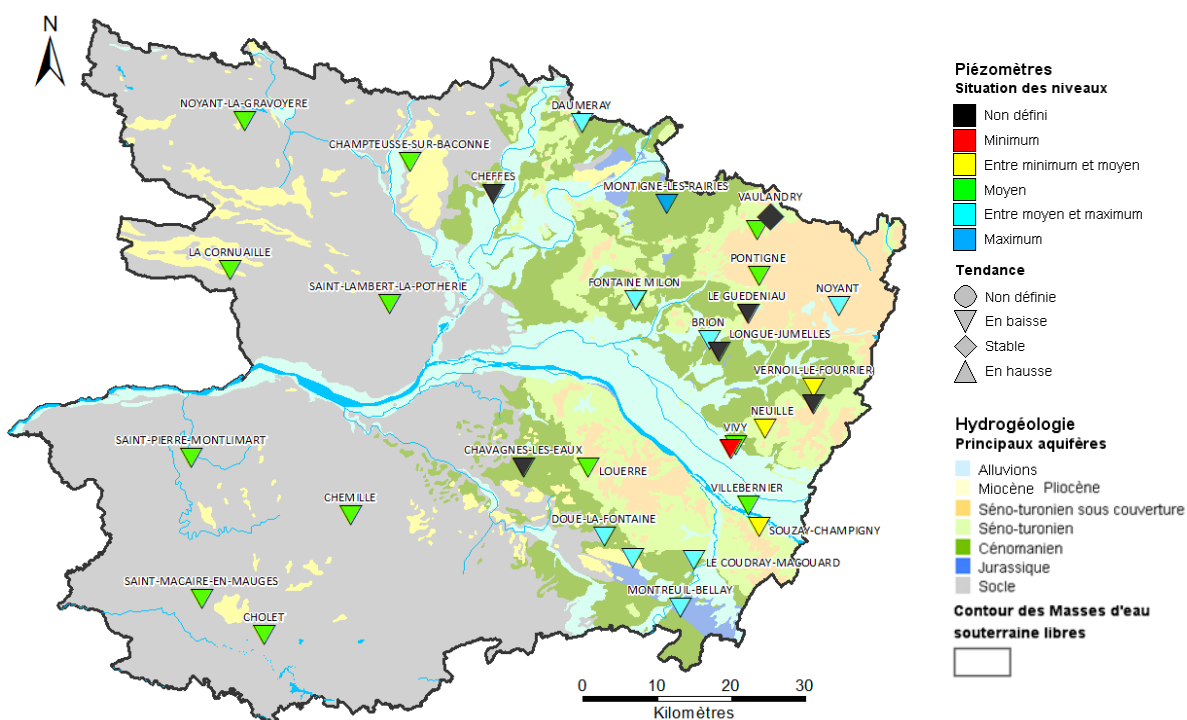 N
NOYANT-LA-GRAVOYERE
DAUMERAY
CHAMPTEUSSE-SUR-BACONNE
CHEFFES
MONTIGNE-LES-RAIRIES
VAULANDRY
LA CORNUAILLE
PONTIGNE
SAINT-LAMBERT-LA-POTHERIE
FONTAINE MILON
NOYANT
LE GUEDENIAU
BRION
LONGUE-JUMELLES
VERNOIL-LE-FOURRIER
NEUILLE
VIVY
SAINT-PIERRE-MONTLIMART
CHAVAGNES-LES-EAUX
LOUERRE
VILLEBERNIER
CHEMILLE
DOUE-LA-FONTAINE
SOUZAY-CHAMPIGNY
LE COUDRAY-MAGOUARD
SAINT-MACAIRE-EN-MAUGES
MONTREUIL-BELLAY
CHOLET
0 10 20 30
Kilomètres
Piézomètres
Situation des niveaux
Non défini
Minimum
Entre minimum et moyen
Moyen
Entre moyen et maximum
Maximum
Tendance
Non définie
En baisse
Stable
En hausse
Hydrogéologie
Principaux aquifères
Alluvions
Miocène Pliocène
Séno-turonien sous couverture
Séno-turonien
Cénomanien
Jurassique
Socle
Contour des Masses d'eau
souterraine libres